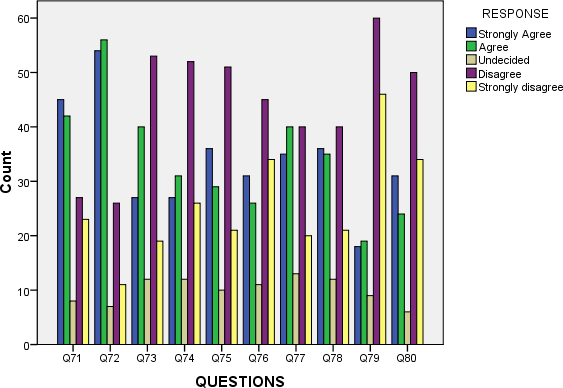 RESPONSE
Strongly Agree
Agree
Undecided
Disagree
Strongly disagree
Count
60
50
40
30
20
10
0
Q71 Q72 Q73 Q74 Q75 Q76 Q77 Q78 Q79 Q80
QUESTIONS